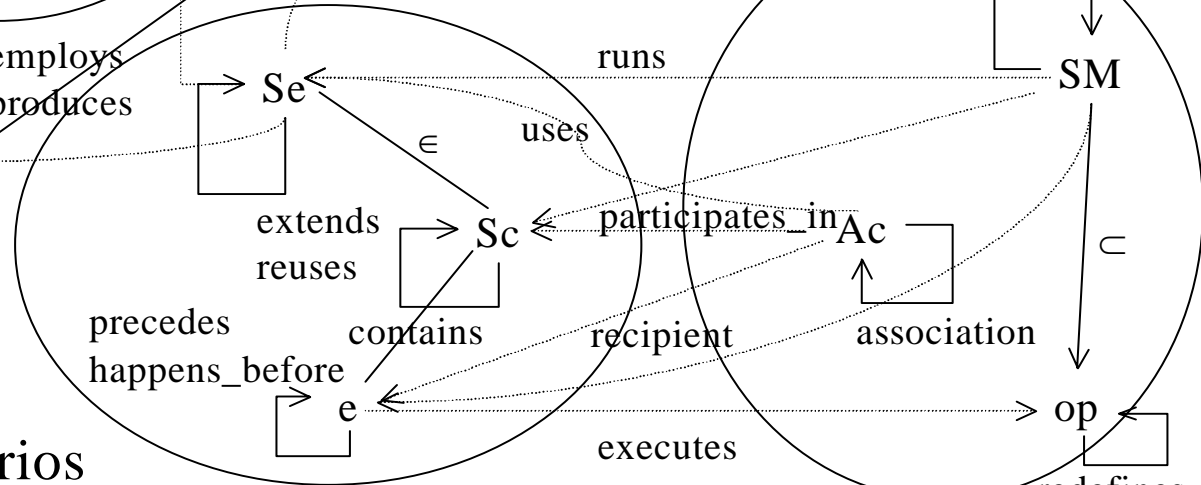 employs
produces
Se
runs
SM
∈
uses
extends
reuses
Sc
participates_in
Ac
⊂
precedes
happens_before
contains
recipient
association
e
executes
op
rios